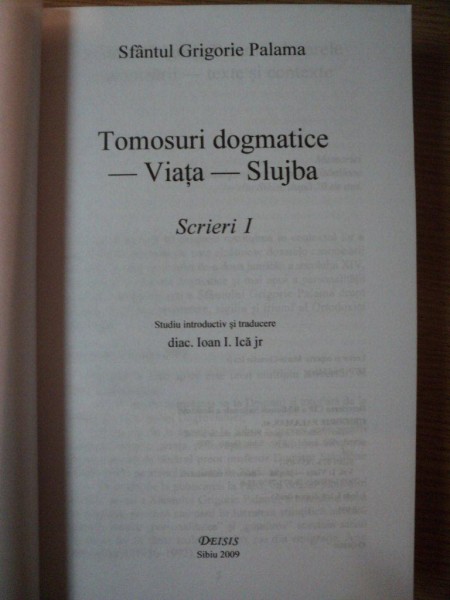 Sfântul Grigorie Palama
Tomosuri dogmatice
— Viața — Slujba
Scrieri I
Studiu introductiv și traducere
diac. Ioan I. Ică jr
DEISIS
Sibiu 2009